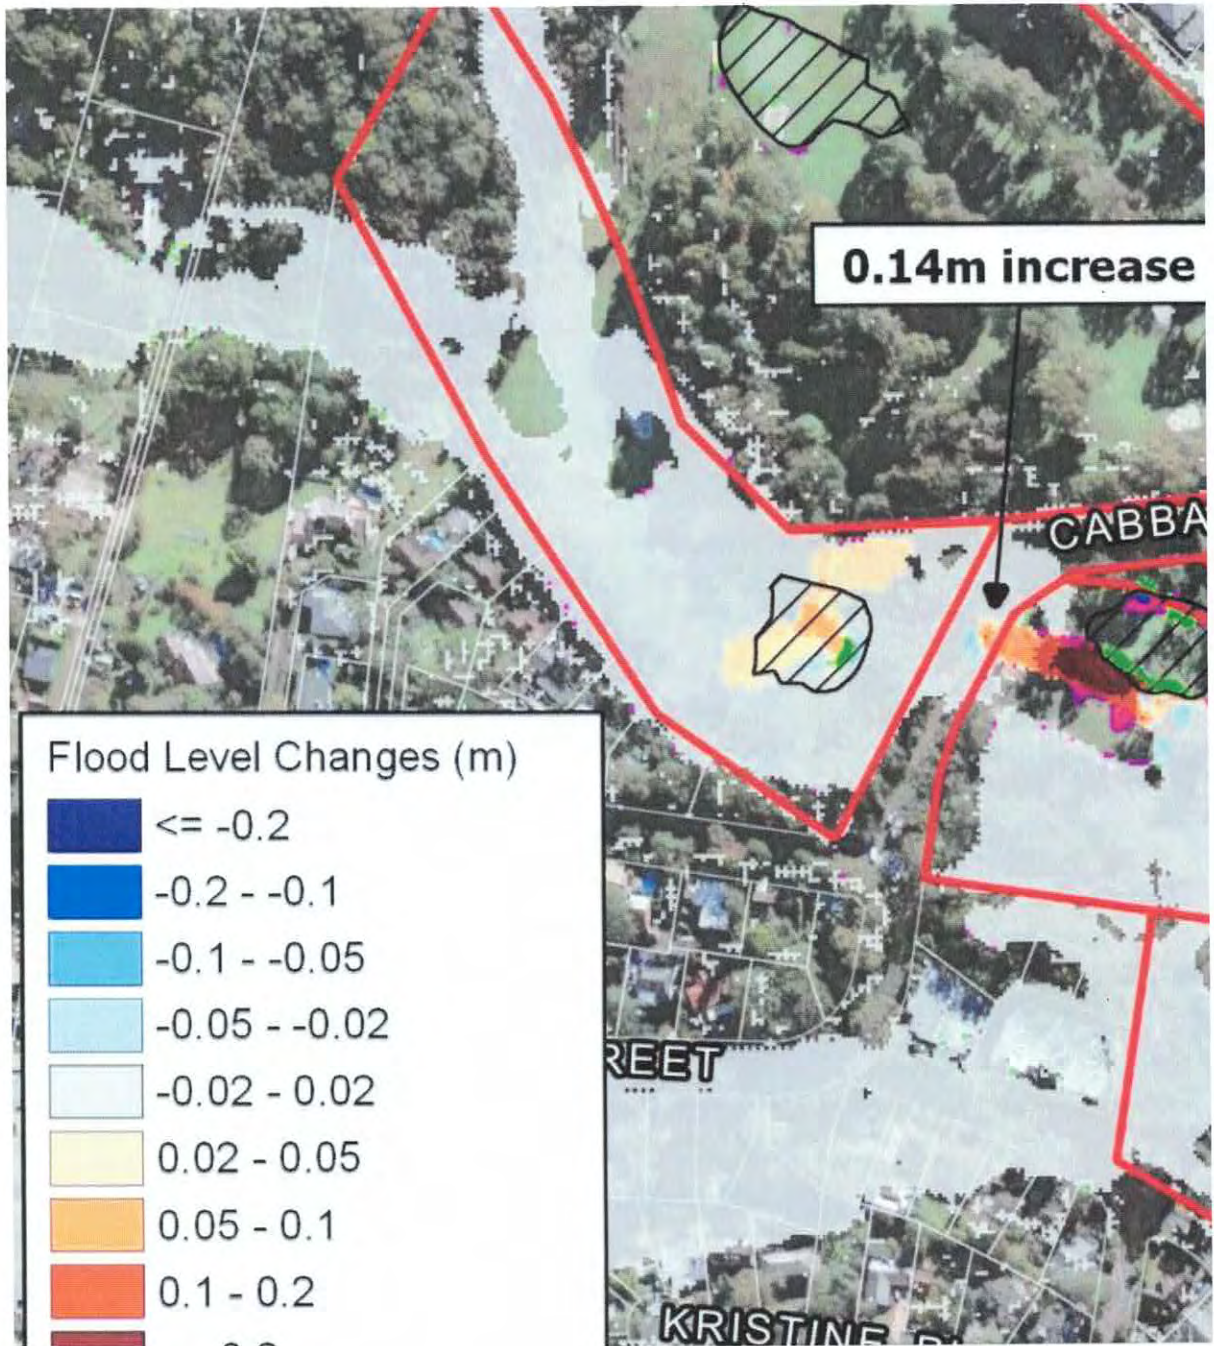 0.14m increase
CABBA
Flood Level Changes (m)
<= -0.2
-0.2 - -0.1
-0.1 - -0.05
-0.05 - -0.02
-0.02 - 0.02
0.02 - 0.05
0.05 - 0.1
0.1 - 0.2
REET
KRISTINE